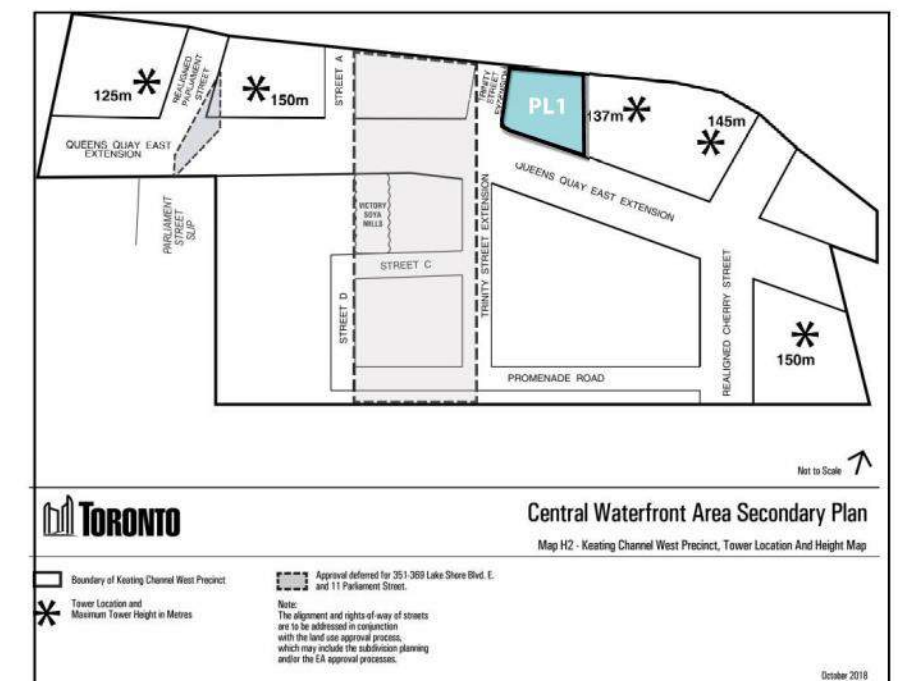 125m
REALIGNED
PARLIAMENT
STREET
150m
STREET A
TRINITY
STREET
EXTENSION
PL1
137m
145m
QUEENS QUAY EAST
EXTENSION
PARLIAMENT
STREET
SLIP
VICTORY
SOYA
MILLS
STREET C
STREET D
TRINITY STREET EXTENSION
QUEENS QUAY EAST EXTENSION
REALIGNED CHERRY STREET
150m
PROMENADE ROAD
Not to Scale
TORONTO
Central Waterfront Area Secondary Plan
Map H2 - Keating Channel West Precinct, Tower Location And Height Map
Boundary of Keating Channel West Precinct
Tower Location and
Maximum Tower Height in Metres
Approval deferred for 351-369 Lake Shore Blvd. E.
and 11 Parliament Street.
Note:
The alignment and rights-of-way of streets
are to be addressed in conjunction
with the land use approval process,
which may include the subdivision planning
and/or the EA approval processes.
October 2018